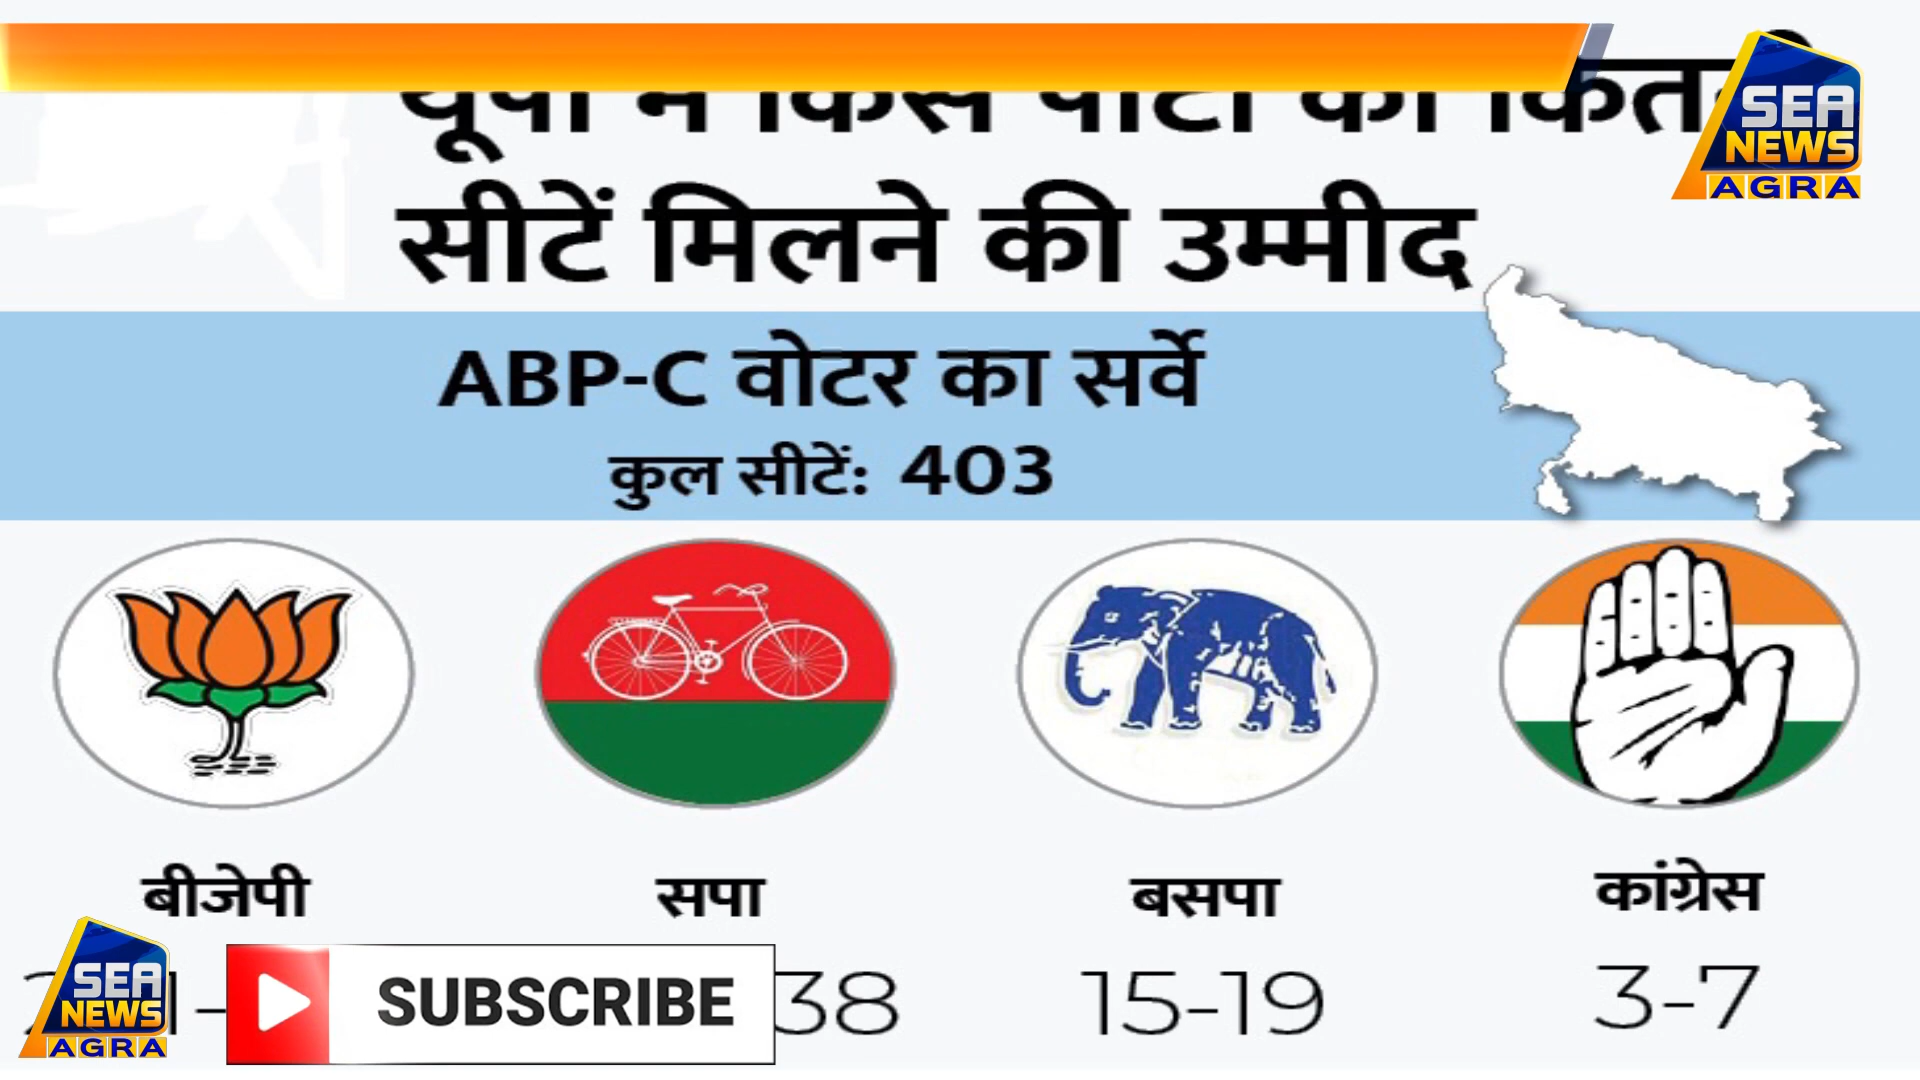 SEA
NEWS
AGRA
यूपी में किस पार्टी को
सीटें मिलने की उम्मीद
ABP-C वोटर का सर्वे
कुल सीटें: 403
बीजेपी
सपा
बसपा
कांग्रेस
38
15-19
3-7
SEA
NEWS
AGRA
SUBSCRIBE